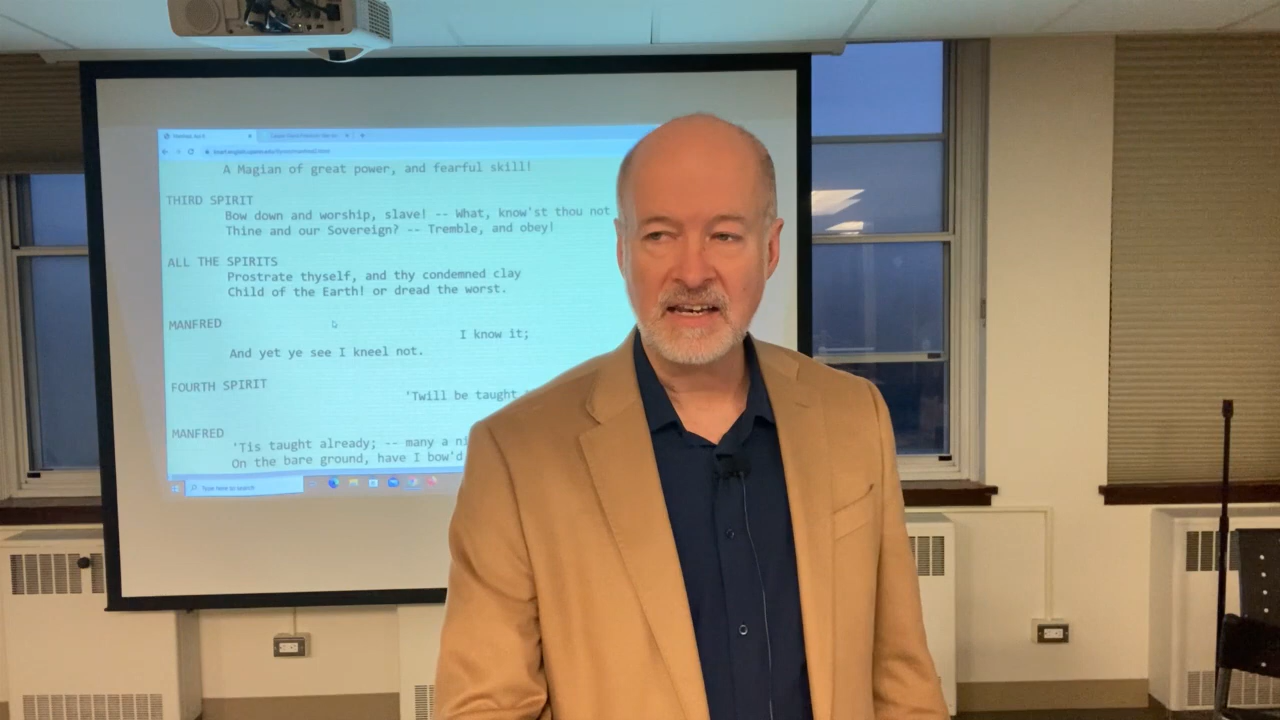 A Magian of great power, and fearful skill!
THIRD SPIRIT
Bow down and worship, slave! -- What, know'st thou not
Thine and our Sovereign? -- Tremble, and obey!
ALL THE SPIRITS
Prostrate thyself, and thy condemned clay
Child of the Earth! or dread the worst.
MANFRED
I know it;
And yet ye see I kneel not.
FOURTH SPIRIT
'Twill be taught
MANFRED
'Tis taught already; -- many a
On the bare ground, have I bow'd
Type here to search